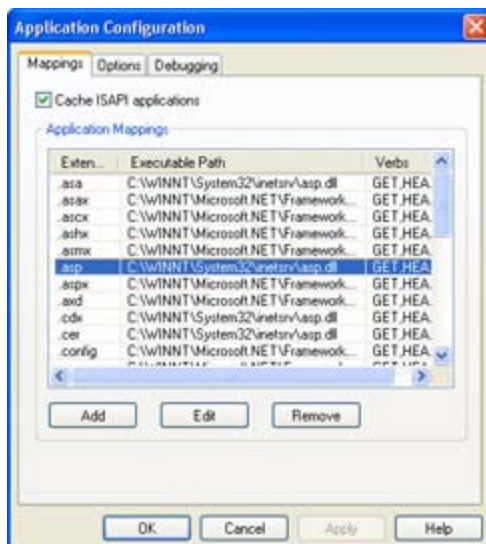 Application Configuration
Mappings Options Debugging
Cache ISAPI applications
Application Mappings
Exten... Executable Path Verbs
.asa C:\WINNT\System32\inetsrv\asp.dll GET,HEA
.asax C:\WINNT\Microsoft.NET\Framework... GET,HEA
.ascx C:\WINNT\Microsoft.NET\Framework... GET,HEA
.ashx C:\WINNT\Microsoft.NET\Framework... GET,HEA
.asmx C:\WINNT\Microsoft.NET\Framework... GET,HEA
.asp C:\WINNT\System32\inetsrv\asp.dll GET,HEA
.aspx C:\WINNT\Microsoft.NET\Framework... GET,HEA
.axd C:\WINNT\Microsoft.NET\Framework... GET,HEA
.cdx C:\WINNT\System32\inetsrv\asp.dll GET,HEA
.cer C:\WINNT\System32\inetsrv\asp.dll GET,HEA
.config C:\WINNT\Microsoft.NET\Framework... GET,HEA
Add Edit Remove
OK Cancel Apply Help